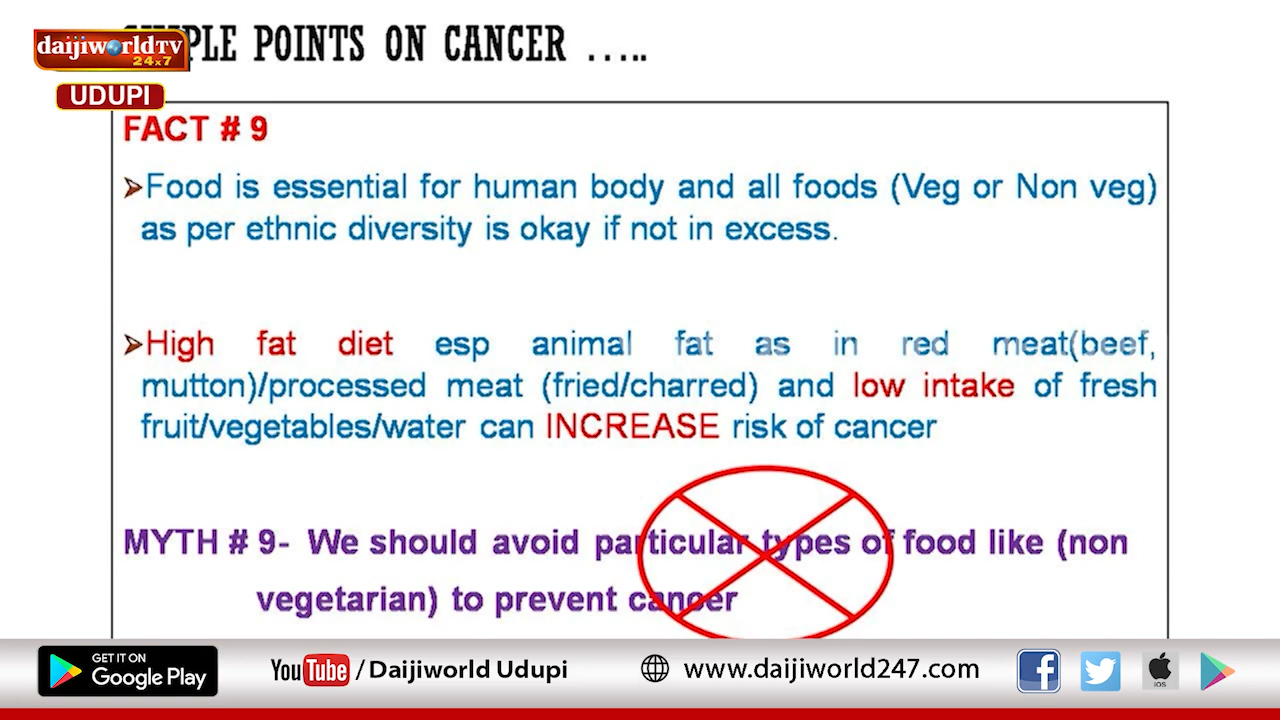 POINTS ON CANCER .....
daijiworldTV
24x7
UDUPI
FACT # 9
Food is essential for human body and all foods (Veg or Non veg)
as per ethnic diversity is okay if not in excess.
High fat diet esp animal fat as in red meat(beef,
mutton)/processed meat (fried/charred) and low intake of fresh
fruit/vegetables/water can INCREASE risk of cancer
MYTH # 9- We should avoid particular types of food like (non
vegetarian) to prevent cancer
GET IT ON
Google Play
YouTube / Daijiworld Udupi
www.daijiworld247.com
iOS